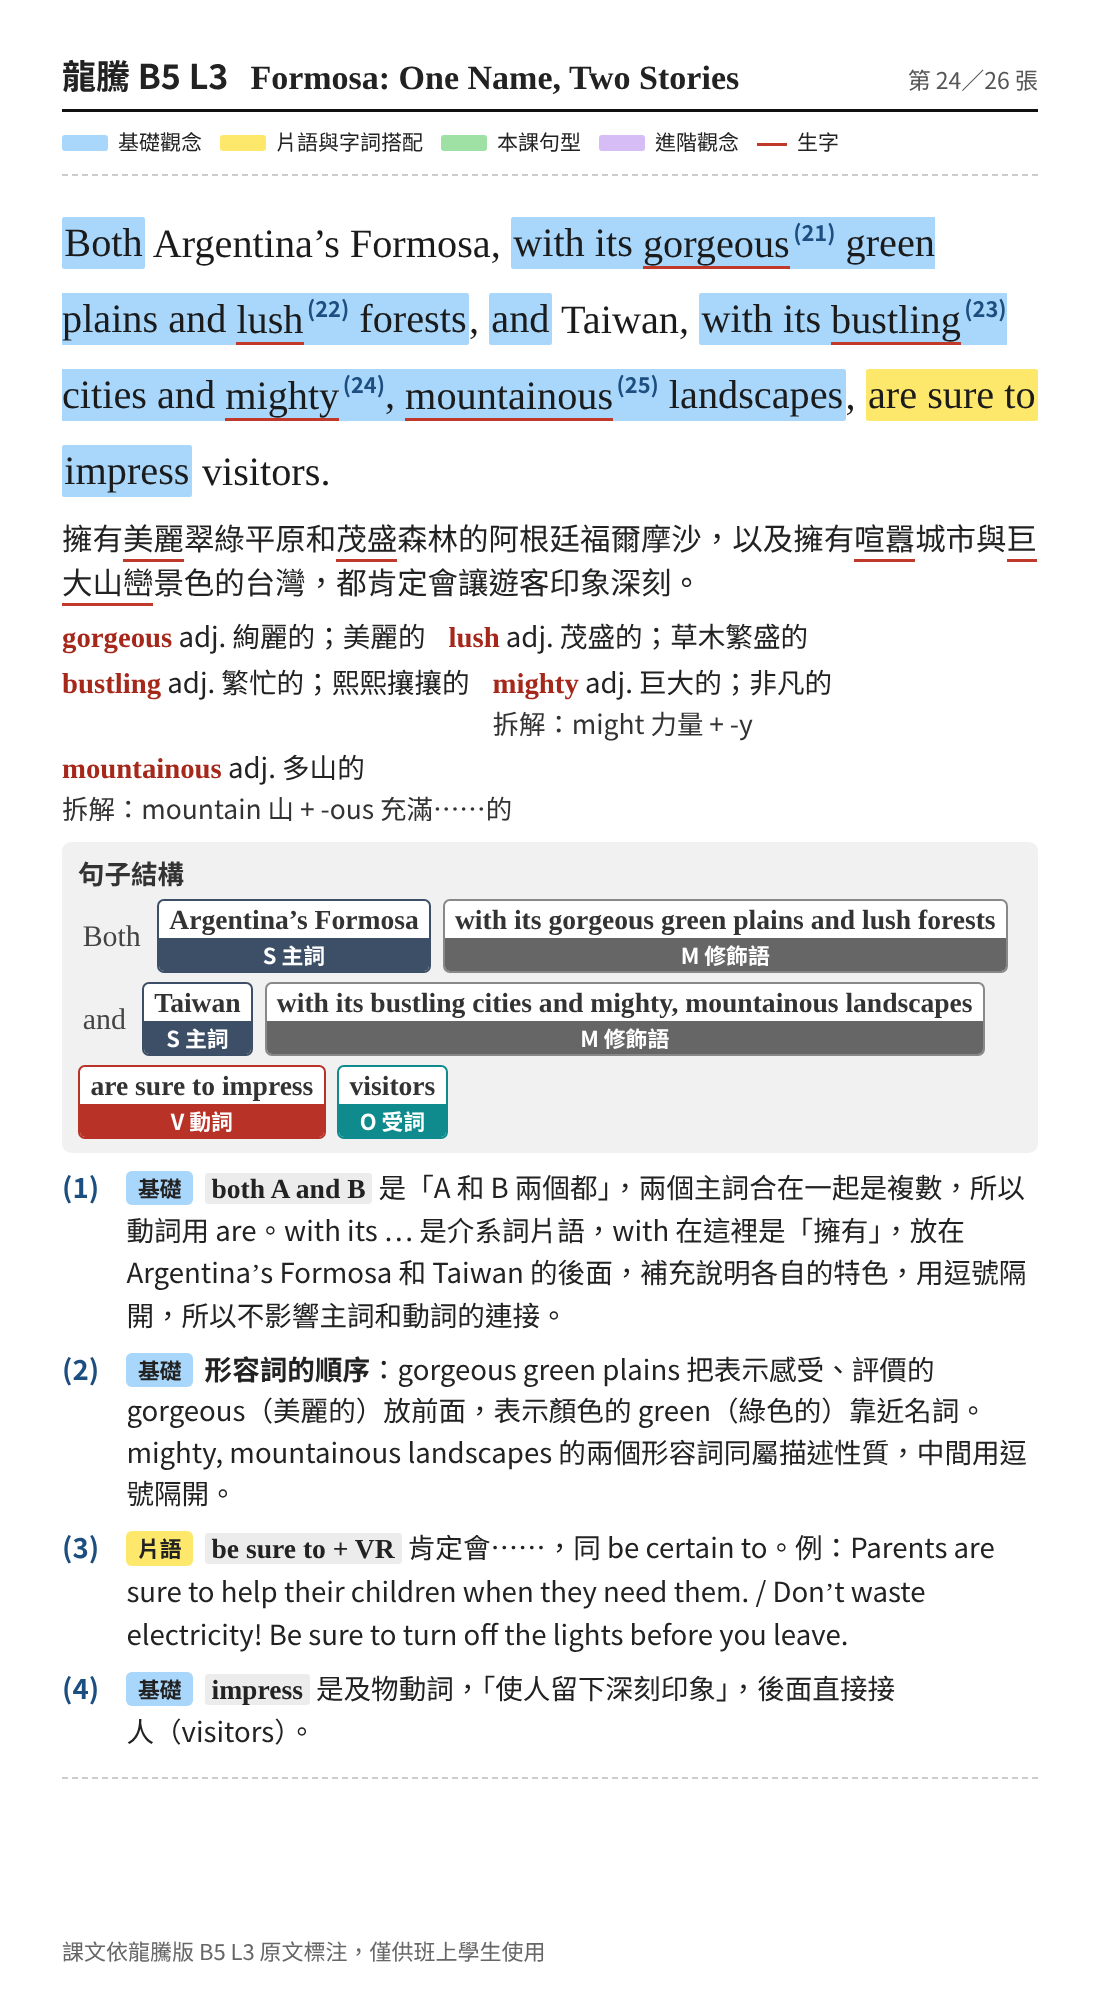 龍騰 B5 L3 Formosa: One Name, Two Stories 第 24／26 張
基礎觀念 片語與字詞搭配 本課句型 進階觀念 生字
Both Argentina’s Formosa, with its gorgeous(21) green
plains and lush(22) forests, and Taiwan, with its bustling(23)
cities and mighty(24), mountainous(25) landscapes, are sure to
impress visitors.
擁有美麗翠綠平原和茂盛森林的阿根廷福爾摩沙，以及擁有喧囂城市與巨
大山巒景色的台灣，都肯定會讓遊客印象深刻。
gorgeous adj. 絢麗的；美麗的 lush adj. 茂盛的；草木繁盛的
bustling adj. 繁忙的；熙熙攘攘的 mighty adj. 巨大的；非凡的
拆解：might 力量 + -y
mountainous adj. 多山的
拆解：mountain 山 + -ous 充滿……的
句子結構
Both Argentina’s Formosa with its gorgeous green plains and lush forests
S 主詞 M 修飾語
and Taiwan with its bustling cities and mighty, mountainous landscapes
S 主詞 M 修飾語
are sure to impress visitors
V 動詞 O 受詞
(1) 基礎 both A and B 是「A 和 B 兩個都」，兩個主詞合在一起是複數，所以
動詞用 are。with its … 是介系詞片語，with 在這裡是「擁有」，放在
Argentina’s Formosa 和 Taiwan 的後面，補充說明各自的特色，用逗號隔
開，所以不影響主詞和動詞的連接。
(2) 基礎 形容詞的順序：gorgeous green plains 把表示感受、評價的
gorgeous（美麗的）放前面，表示顏色的 green（綠色的）靠近名詞。
mighty, mountainous landscapes 的兩個形容詞同屬描述性質，中間用逗
號隔開。
(3) 片語 be sure to + VR 肯定會……，同 be certain to。例：Parents are
sure to help their children when they need them. / Don’t waste
electricity! Be sure to turn off the lights before you leave.
(4) 基礎 impress 是及物動詞，「使人留下深刻印象」，後面直接接
人（visitors）。
課文依龍騰版 B5 L3 原文標注，僅供班上學生使用